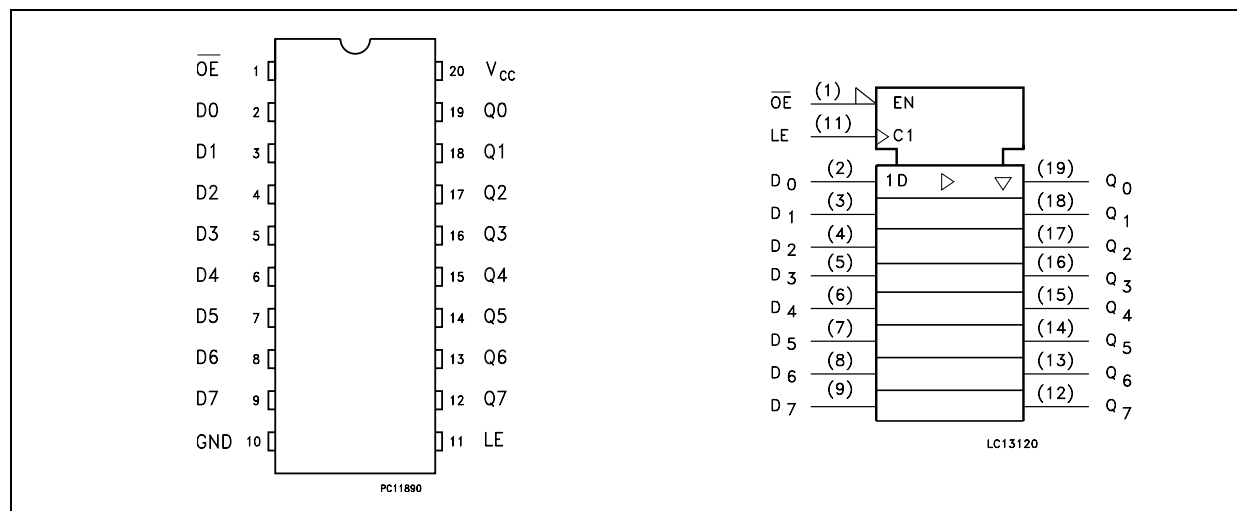 OE 1 20 VCC
D0 2 19 Q0
D1 3 18 Q1
D2 4 17 Q2
D3 5 16 Q3
D4 6 15 Q4
D5 7 14 Q5
D6 8 13 Q6
D7 9 12 Q7
GND 10 11 LE
PC11890
OE (1) EN
LE (11) C1
D0 (2) 1D (19) Q0
D1 (3) (18) Q1
D2 (4) (17) Q2
D3 (5) (16) Q3
D4 (6) (15) Q4
D5 (7) (14) Q5
D6 (8) (13) Q6
D7 (9) (12) Q7
LC13120